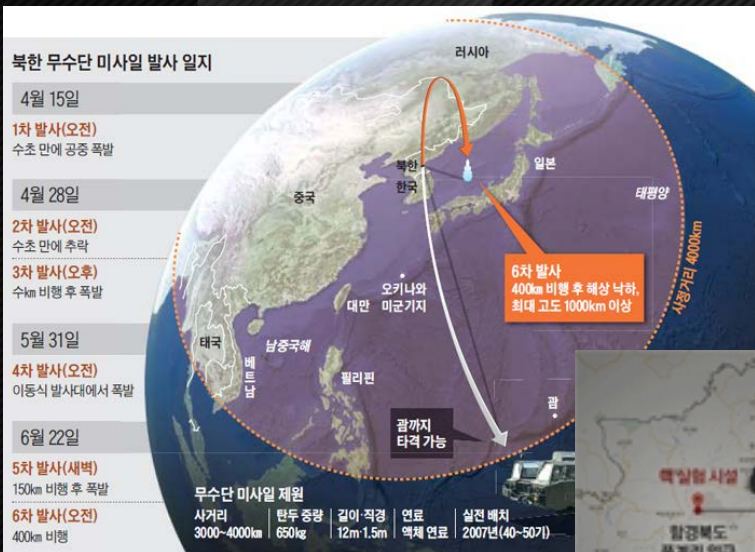 북한 무수단 미사일 발사 일지
4월 15일
1차 발사(오전)
수초 만에 공중 폭발
4월 28일
2차 발사(오전)
수초 만에 추락
3차 발사(오후)
수km 비행 후 폭발
5월 31일
4차 발사(오전)
이동식 발사대에서 폭발
6월 22일
5차 발사(새벽)
150km 비행 후 폭발
6차 발사(오전)
400km 비행
러시아
북한
한국
일본
중국
태평양
사정거리 4000km
6차 발사
400km 비행 후 해상 낙하,
최대 고도 1000km 이상
오키나와
미군기지
대만
남중국해
태국
베트남
필리핀
괌
괌까지
타격 가능
무수단 미사일 제원
사거리
3000~4000km
탄두 중량
650kg
길이·직경
12m·1.5m
연료
액체 연료
실전 배치
2007년(40~50기)
핵실험 시설
함경북도